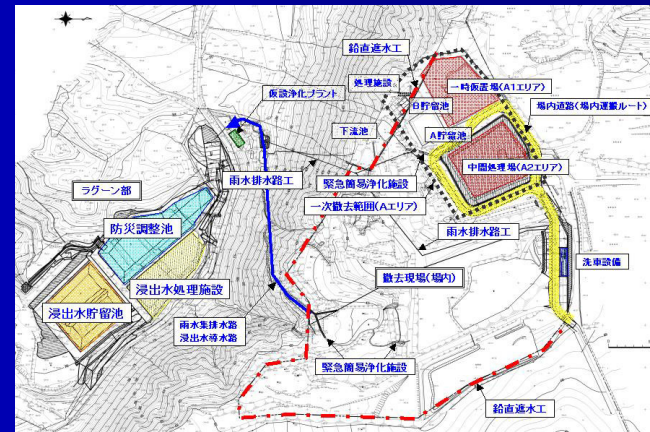 鉛直遮水工
処理施設
一時仮置場(A1エリア)
B貯留池
仮設浄化プラント
場内道路(場内運搬ルート)
下流池
A貯留池
中間処理場(A2エリア)
雨水排水路工
緊急簡易浄化施設
ラグーン部
一次撤去範囲(Aエリア)
防災調整池
雨水排水路工
洗車設備
撤去現場(場内)
浸出水処理施設
浸出水貯留池
雨水集排水路
浸出水導水路
緊急簡易浄化施設
鉛直遮水工